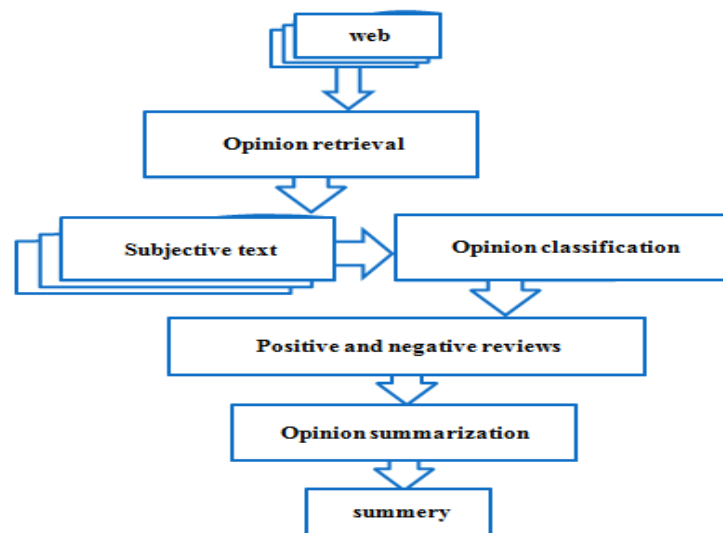 web
Opinion retrieval
Subjective text
Opinion classification
Positive and negative reviews
Opinion summarization
summery